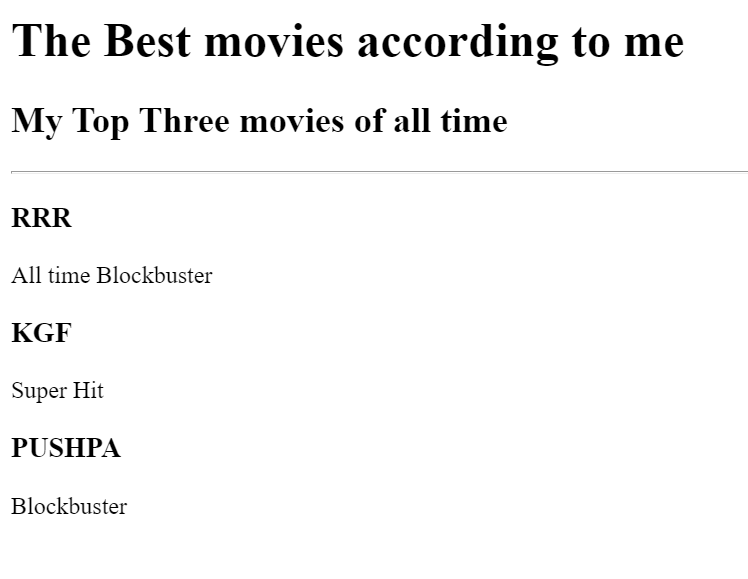 The Best movies according to me
My Top Three movies of all time
RRR
All time Blockbuster
KGF
Super Hit
PUSHPA
Blockbuster